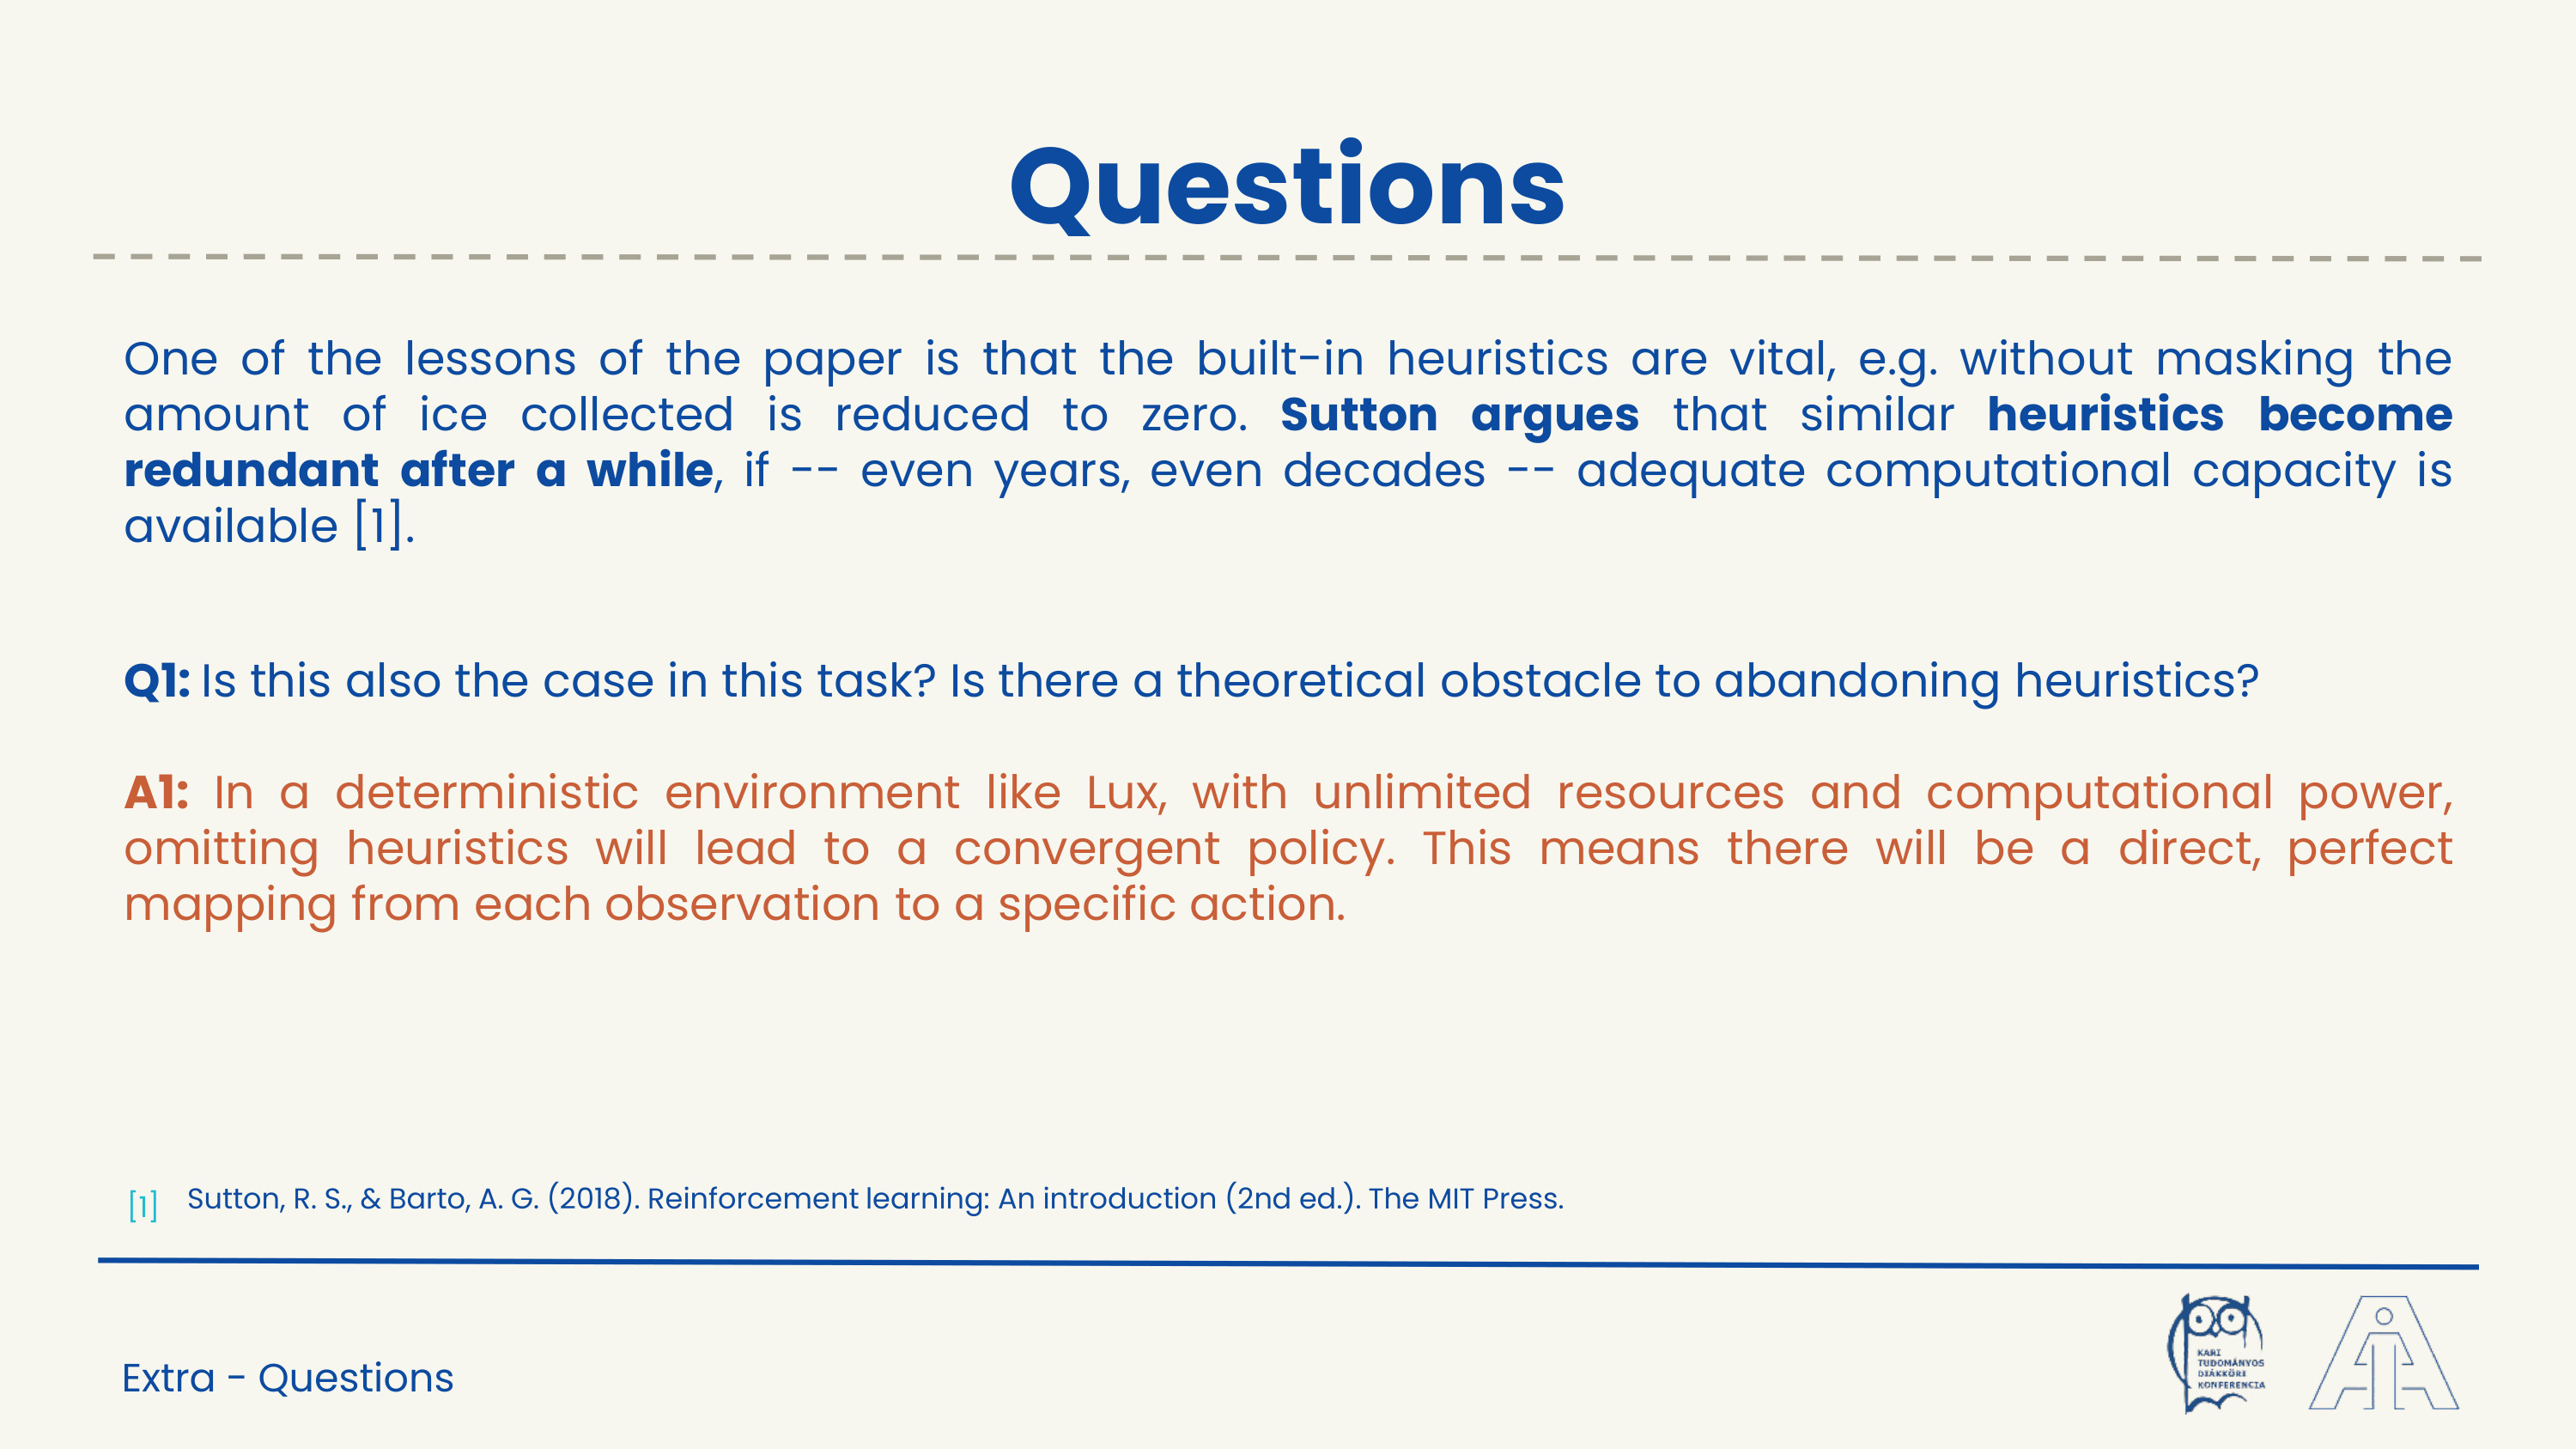 Questions
One of the lessons of the paper is that the built-in heuristics are vital, e.g. without masking the
amount of ice collected is reduced to zero. Sutton argues that similar heuristics become
redundant after a while, if -- even years, even decades -- adequate computational capacity is
available [1].
Q1: Is this also the case in this task? Is there a theoretical obstacle to abandoning heuristics?
A1: In a deterministic environment like Lux, with unlimited resources and computational power,
omitting heuristics will lead to a convergent policy. This means there will be a direct, perfect
mapping from each observation to a specific action.
[1] Sutton, R. S., & Barto, A. G. (2018). Reinforcement learning: An introduction (2nd ed.). The MIT Press.
Extra - Questions
KARI
TUDOMÁNYOS
DIÁKKÖRI
KONFERENCIA